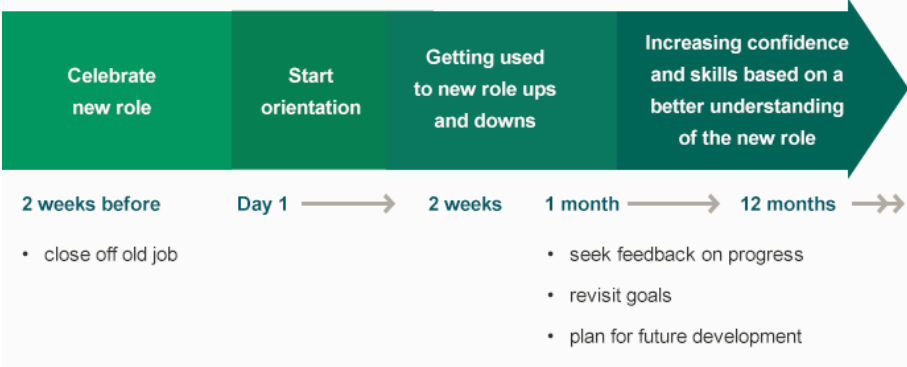 Celebrate
new role
Start
orientation
Getting used
to new role ups
and downs
Increasing confidence
and skills based on a
better understanding
of the new role
2 weeks before
Day 1
2 weeks
1 month
12 months
• close off old job
• seek feedback on progress
• revisit goals
• plan for future development